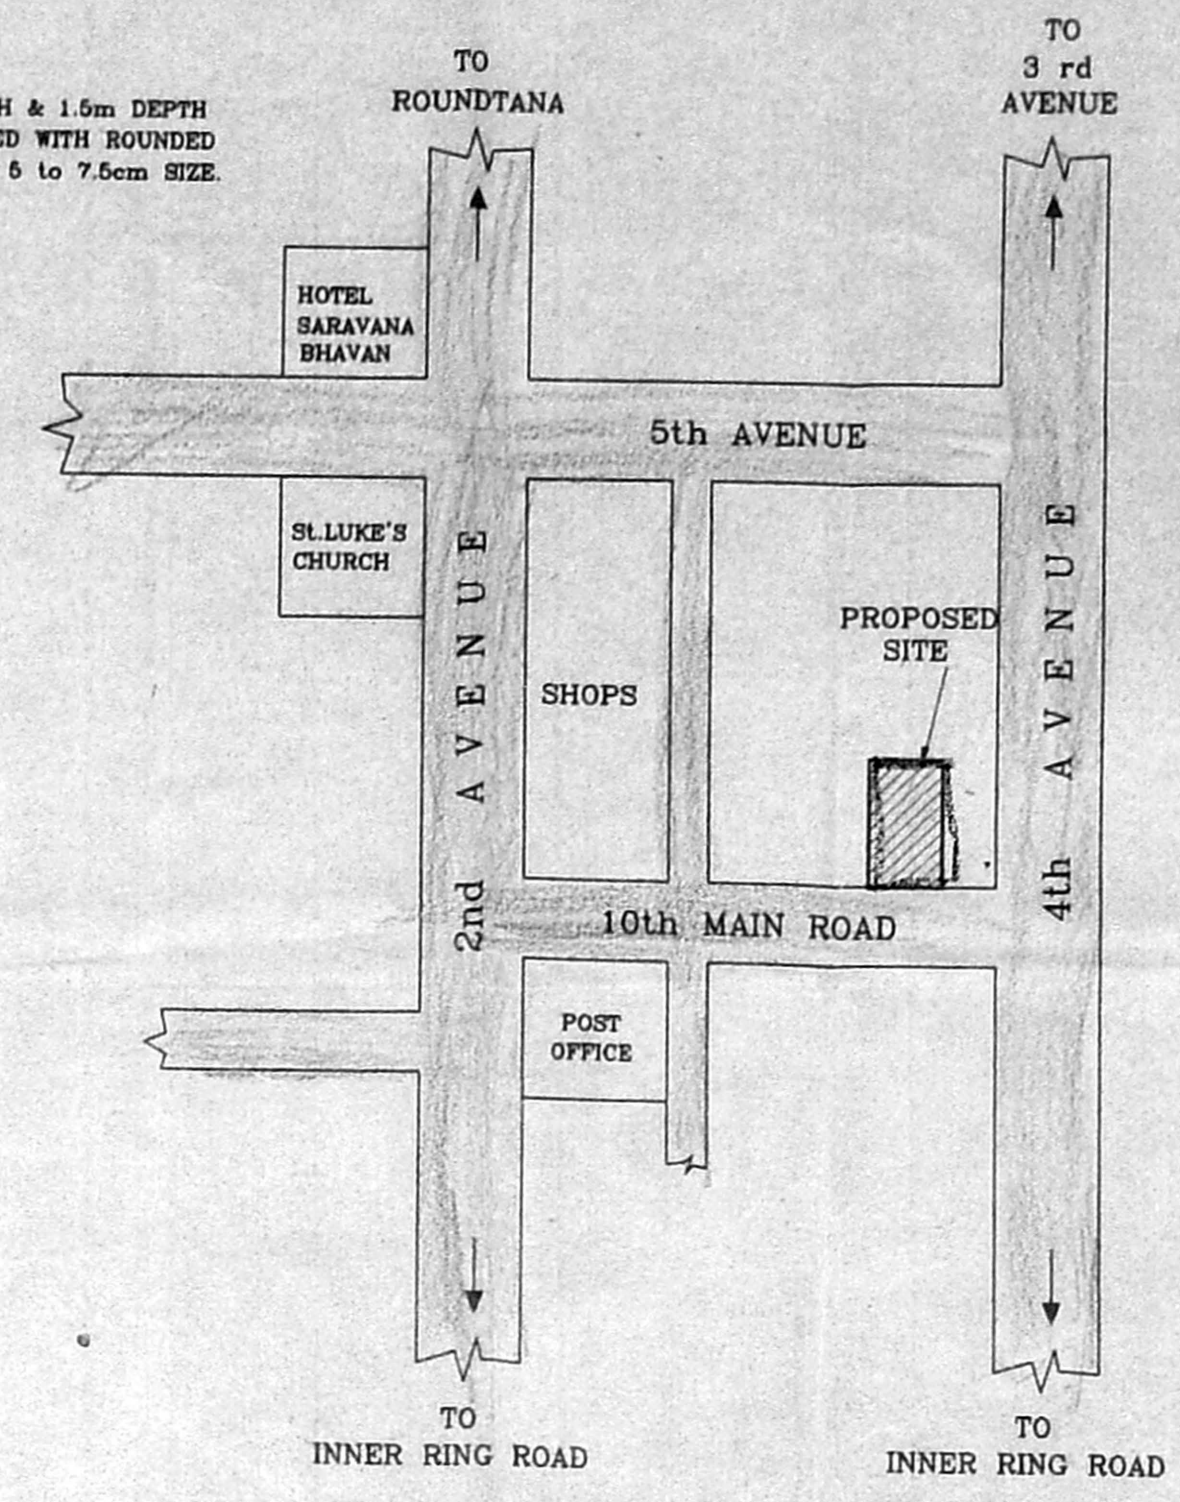 TO
ROUNDTANA
TO
3 rd
AVENUE
H & 1.5m DEPTH
ED WITH ROUNDED
5 to 7.5cm SIZE.
HOTEL
SARAVANA
BHAVAN
5th AVENUE
St.LUKE'S
CHURCH
2nd AVENUE
SHOPS
PROPOSED
SITE
4th AVENUE
10th MAIN ROAD
POST
OFFICE
TO
INNER RING ROAD
TO
INNER RING ROAD